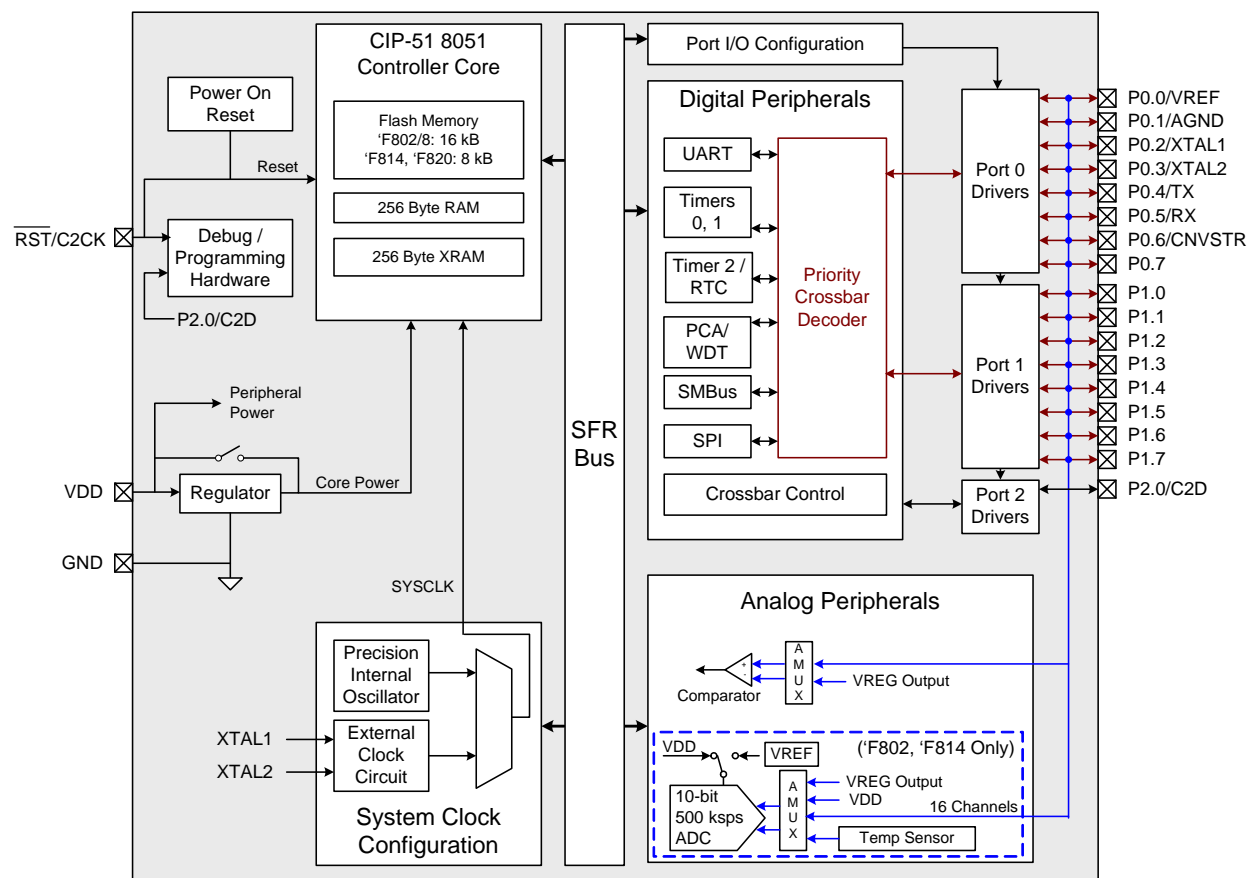 CIP-51 8051
Controller Core
Flash Memory
‘F802/8: 16 kB
‘F814, ‘F820: 8 kB
256 Byte RAM
256 Byte XRAM
Power On
Reset
Reset
RST/C2CK
Debug /
Programming
Hardware
P2.0/C2D
Peripheral
Power
VDD
Regulator
Core Power
GND
SYSCLK
Precision
Internal
Oscillator
XTAL1
XTAL2
External
Clock
Circuit
System Clock
Configuration
SFR
Bus
Port I/O Configuration
Digital Peripherals
UART
Timers
0, 1
Timer 2 /
RTC
PCA/
WDT
SMBus
SPI
Priority
Crossbar
Decoder
Crossbar Control
Port 0
Drivers
Port 1
Drivers
Port 2
Drivers
P0.0/VREF
P0.1/AGND
P0.2/XTAL1
P0.3/XTAL2
P0.4/TX
P0.5/RX
P0.6/CNVSTR
P0.7
P1.0
P1.1
P1.2
P1.3
P1.4
P1.5
P1.6
P1.7
P2.0/C2D
Analog Peripherals
+
-
Comparator
A
M
U
X
VREG Output
(‘F802, ‘F814 Only)
VDD
VREF
10-bit
500 ksps
ADC
A
M
U
X
VREG Output
VDD
16 Channels
Temp Sensor